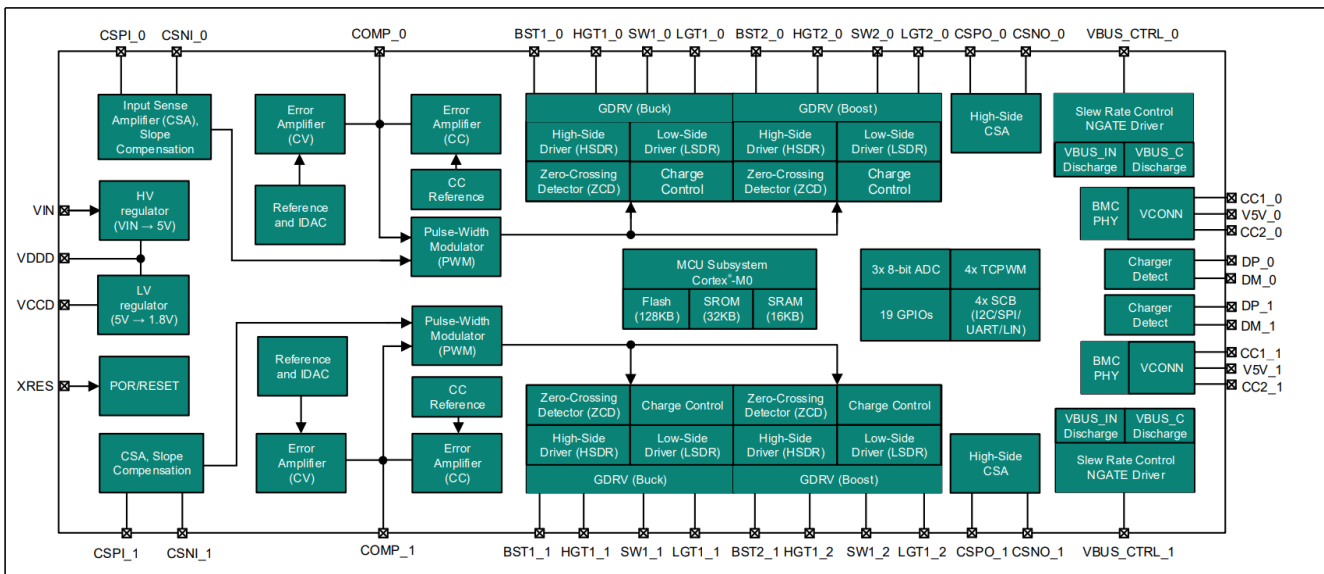 CSPI_0 CSNI_0 COMP_0 BST1_0 HGT1_0 SW1_0 LGT1_0 BST2_0 HGT2_0 SW2_0 LGT2_0 CSPO_0 CSNO_0 VBUS_CTRL_0
Input Sense
Amplifier (CSA),
Slope
Compensation
Error
Amplifier
(CV)
Error
Amplifier
(CC)
Reference
and IDAC
CC
Reference
Pulse-Width
Modulator
(PWM)
GDRV (Buck)
High-Side
Driver (HSDR)
Low-Side
Driver (LSDR)
Zero-Crossing
Detector (ZCD)
Charge
Control
GDRV (Boost)
High-Side
Driver (HSDR)
Low-Side
Driver (LSDR)
Zero-Crossing
Detector (ZCD)
Charge
Control
High-Side
CSA
Slew Rate Control
NGATE Driver
VBUS_IN
Discharge
VBUS_C
Discharge
VIN
HV
regulator
(VIN → 5V)
VDDD
VCCD
LV
regulator
(5V → 1.8V)
XRES
POR/RESET
BMC
PHY
VCONN
CC1_0
V5V_0
CC2_0
Charger
Detect
DP_0
DM_0
Charger
Detect
DP_1
DM_1
BMC
PHY
VCONN
CC1_1
V5V_1
CC2_1
MCU Subsystem
Cortex®-M0
Flash
(128KB)
SROM
(32KB)
SRAM
(16KB)
3x 8-bit ADC
4x TCPWM
19 GPIOs
4x SCB
(I2C/SPI/
UART/LIN)
Pulse-Width
Modulator
(PWM)
Reference
and IDAC
CC
Reference
CSA, Slope
Compensation
Error
Amplifier
(CV)
Error
Amplifier
(CC)
Zero-Crossing
Detector (ZCD)
Charge Control
High-Side
Driver (HSDR)
Low-Side
Driver (LSDR)
GDRV (Buck)
Zero-Crossing
Detector (ZCD)
Charge Control
High-Side
Driver (HSDR)
Low-Side
Driver (LSDR)
GDRV (Boost)
High-Side
CSA
VBUS_IN
Discharge
VBUS_C
Discharge
Slew Rate Control
NGATE Driver
CSPI_1 CSNI_1 COMP_1 BST1_1 HGT1_1 SW1_1 LGT1_1 BST2_1 HGT1_2 SW1_2 LGT1_2 CSPO_1 CSNO_1 VBUS_CTRL_1